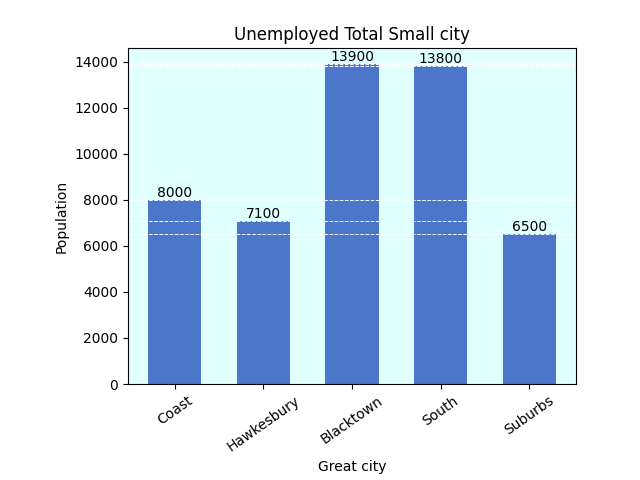 Unemployed Total Small city
14000
12000
10000
8000
6000
4000
2000
0
Population
8000
7100
13900
13800
6500
Coast
Hawkesbury
Blacktown
South
Suburbs
Great city